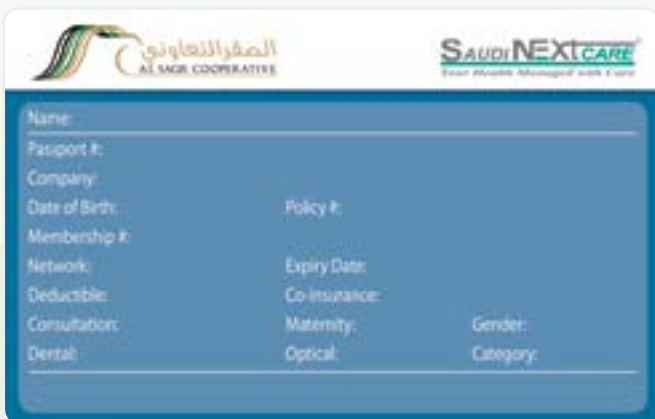 الصقر التعاوني
AL SAGR COOPERATIVE
SAUDI NEXtCARE
Your Health Managed with Care
Name:
Passport #:
Company:
Date of Birth: Policy #:
Membership #:
Network: Expiry Date:
Deductible: Co-insurance:
Consultation: Maternity: Gender:
Dental: Optical: Category: